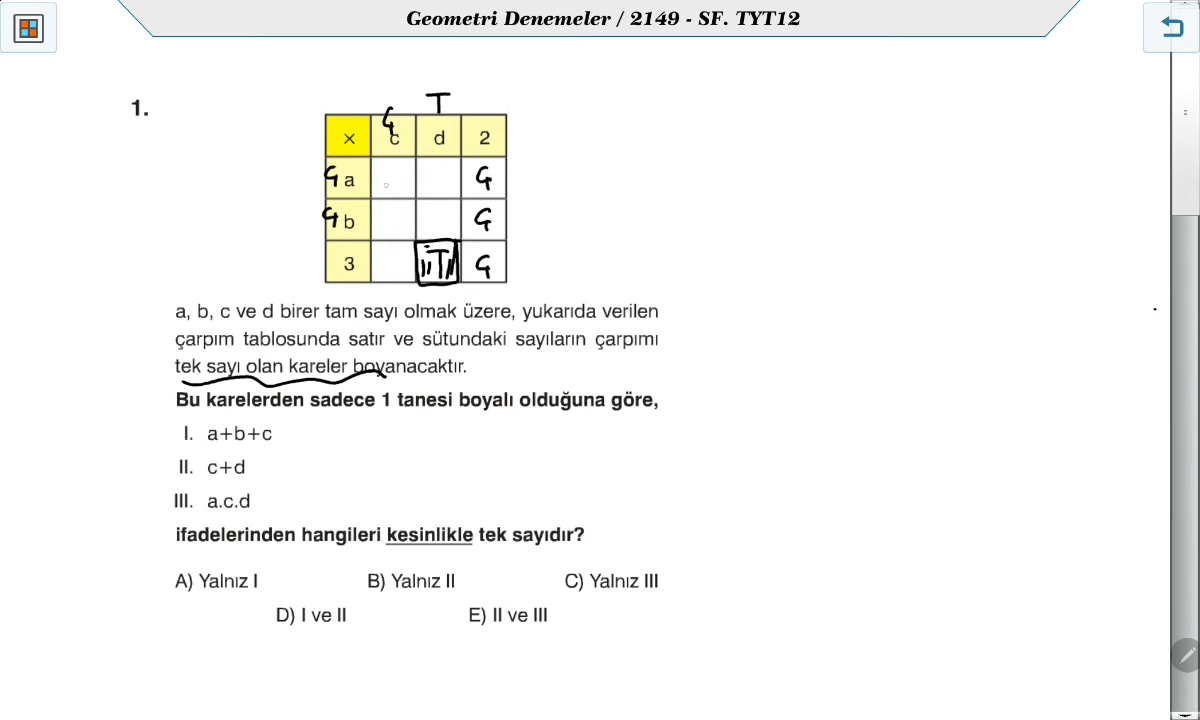 Geometri Denemeler / 2149 - SF. TYT12
1.
T
Ç
× c d 2
Ç a Ç
Ç b Ç
3 T Ç
a, b, c ve d birer tam sayı olmak üzere, yukarıda verilen
çarpım tablosunda satır ve sütundaki sayıların çarpımı
tek sayı olan kareler boyanacaktır.
Bu karelerden sadece 1 tanesi boyalı olduğuna göre,
I. a+b+c
II. c+d
III. a.c.d
ifadelerinden hangileri kesinlikle tek sayıdır?
A) Yalnız I B) Yalnız II C) Yalnız III
D) I ve II E) II ve III